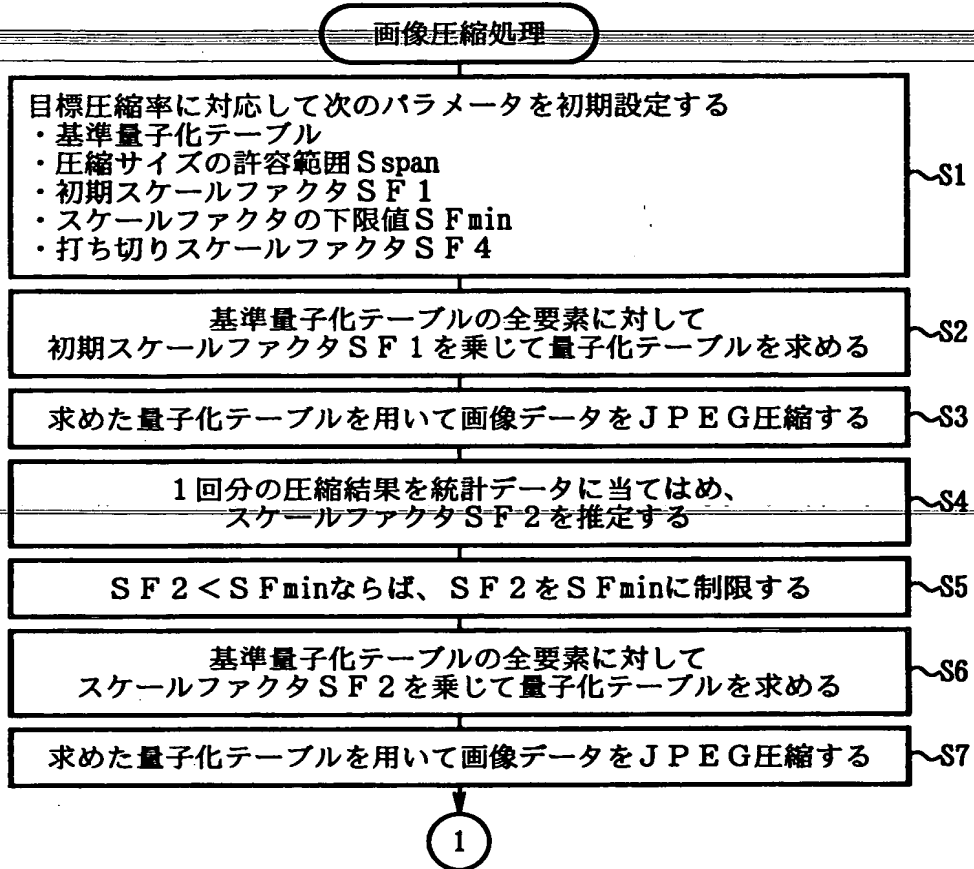 画像圧縮処理
目標圧縮率に対応して次のパラメータを初期設定する
・基準量子化テーブル
・圧縮サイズの許容範囲Sspan
・初期スケールファクタSF1
・スケールファクタの下限値SFmin
・打ち切りスケールファクタSF4
S1
基準量子化テーブルの全要素に対して
初期スケールファクタSF1を乗じて量子化テーブルを求める
S2
求めた量子化テーブルを用いて画像データをJPEG圧縮する
S3
1回分の圧縮結果を統計データに当てはめ、
スケールファクタSF2を推定する
S4
SF2<SFminならば、SF2をSFminに制限する
S5
基準量子化テーブルの全要素に対して
スケールファクタSF2を乗じて量子化テーブルを求める
S6
求めた量子化テーブルを用いて画像データをJPEG圧縮する
S7
1